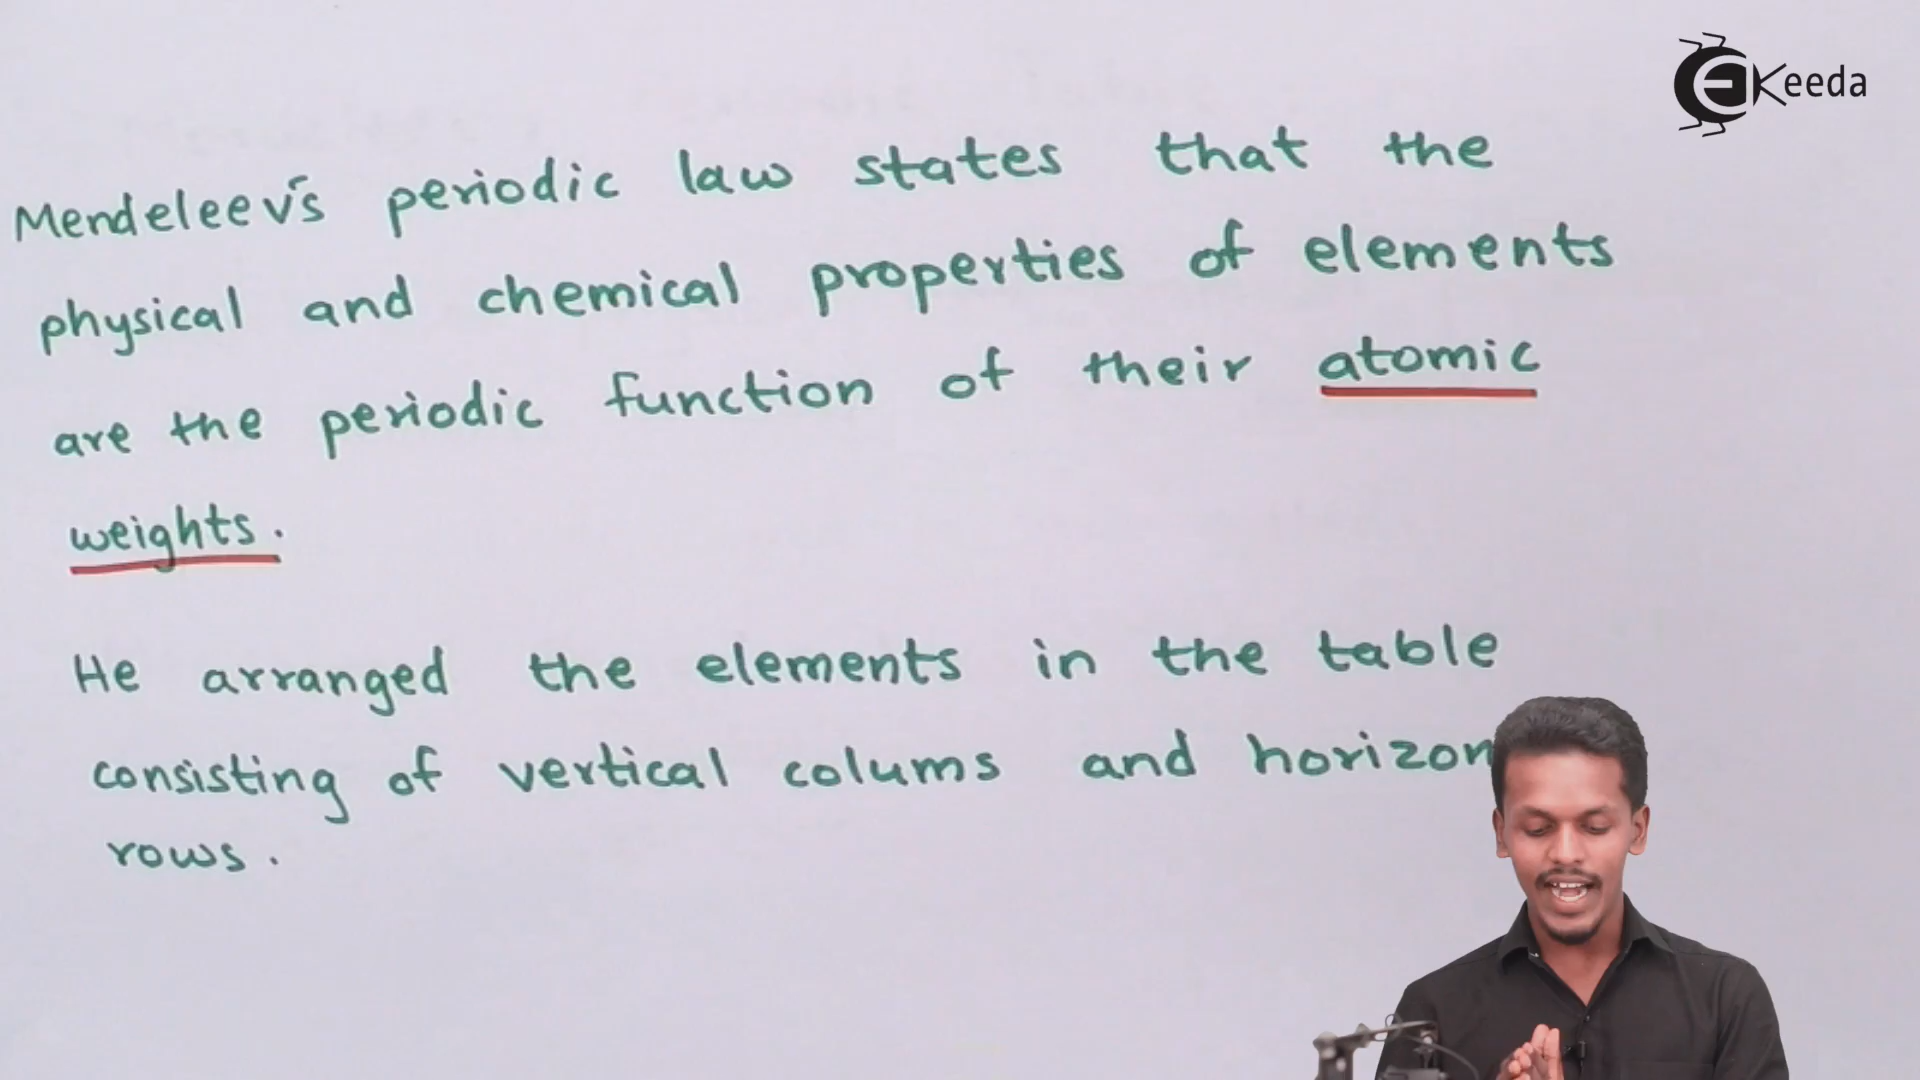 EKeeda
Mendeleev's periodic law states that the
physical and chemical properties of elements
are the periodic function of their atomic
weights.
He arranged the elements in the table
consisting of vertical colums and
rows.